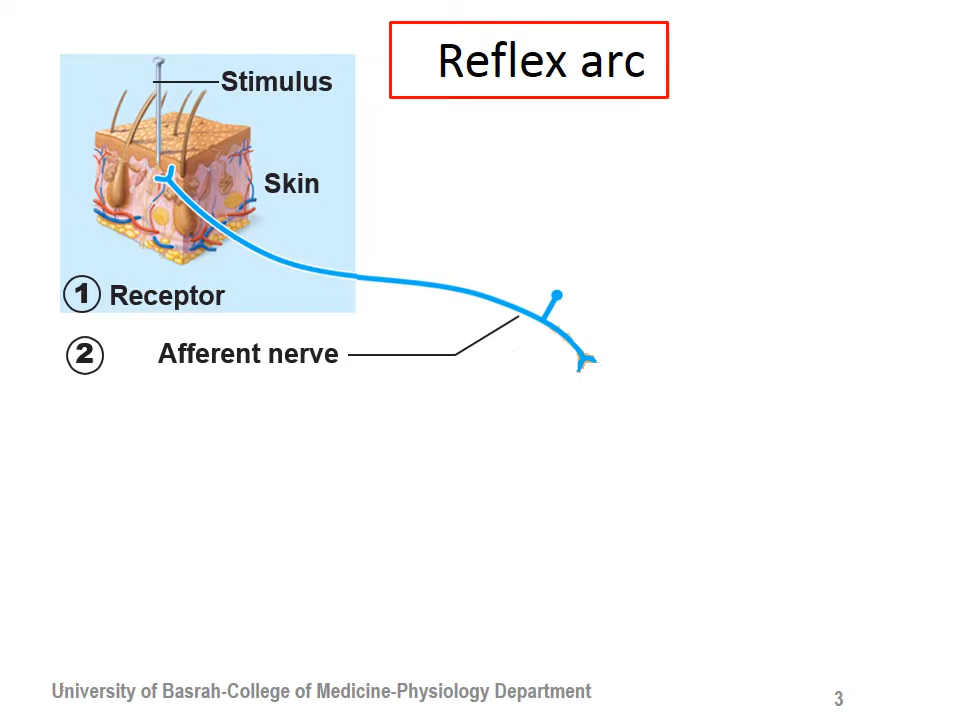 Reflex arc
Stimulus
Skin
1 Receptor
2 Afferent nerve
University of Basrah-College of Medicine-Physiology Department
3